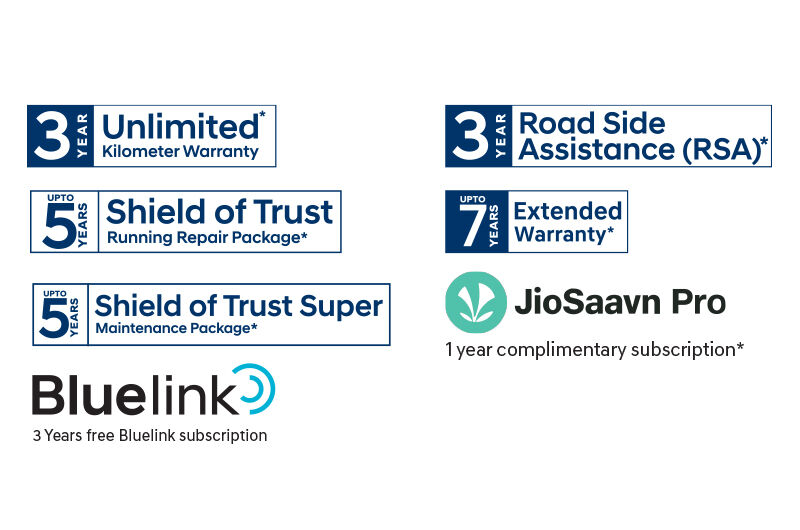 3 YEAR
Unlimited*
Kilometer Warranty
UPTO
5 YEARS
Shield of Trust
Running Repair Package*
UPTO
5 YEARS
Shield of Trust Super
Maintenance Package*
Bluelink
3 Years free Bluelink subscription
3 YEAR
Road Side
Assistance (RSA)*
UPTO
7 YEARS
Extended
Warranty*
JioSaavn Pro
1 year complimentary subscription*